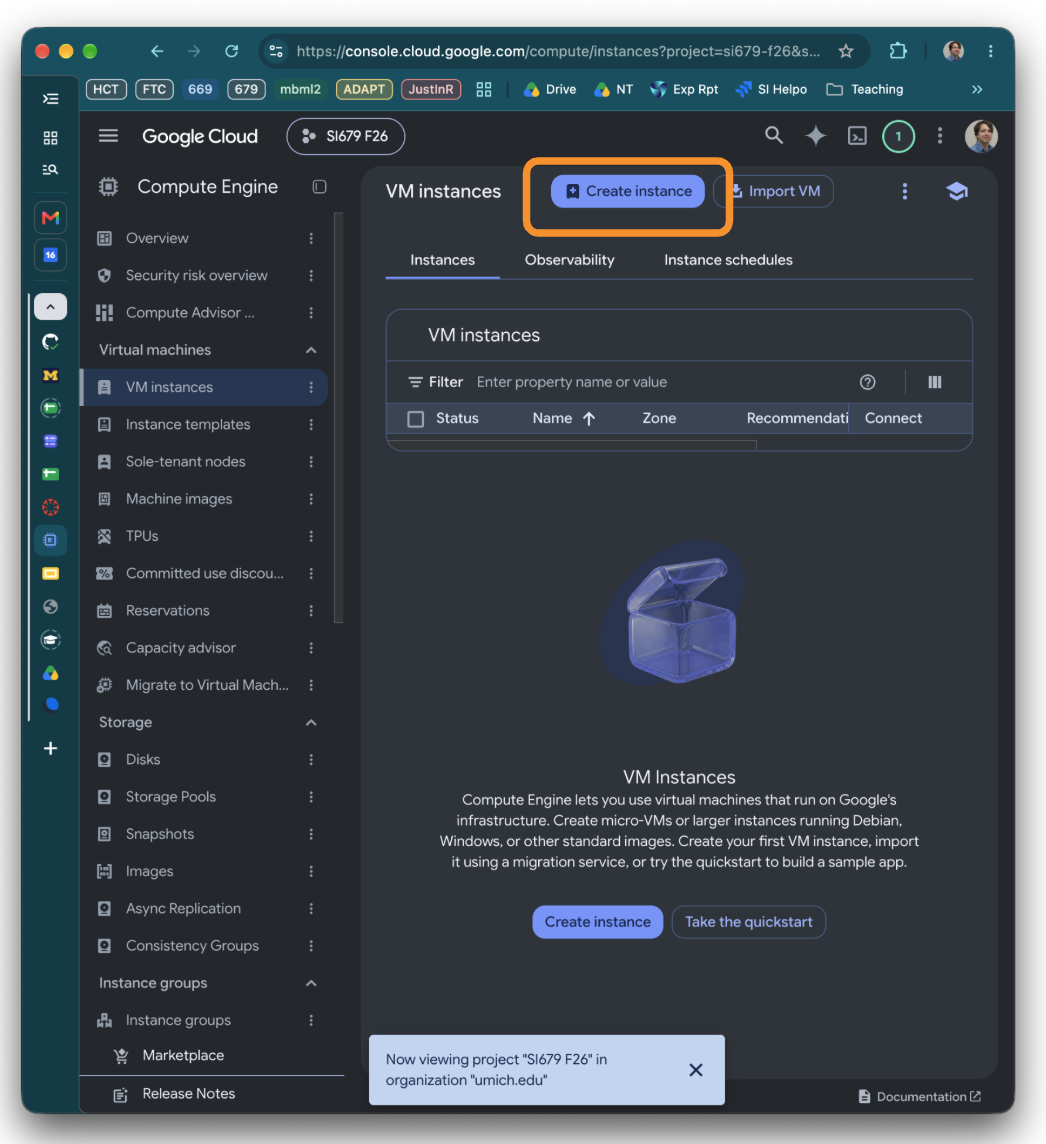 https://console.cloud.google.com/compute/instances?project=si679-f26&s...
HCT FTC 669 679 mbml2 ADAPT JustInR Drive NT Exp Rpt SI Helpo Teaching
Google Cloud SI679 F26 1
16
Compute Engine
Overview
Security risk overview
Compute Advisor ...
Virtual machines
VM instances
Instance templates
Sole-tenant nodes
Machine images
TPUs
Committed use discou...
Reservations
Capacity advisor
Migrate to Virtual Mach...
Storage
Disks
Storage Pools
Snapshots
Images
Async Replication
Consistency Groups
Instance groups
Instance groups
Marketplace
Release Notes
VM instances Create instance Import VM
Instances Observability Instance schedules
VM instances
Filter Enter property name or value
Status Name Zone Recommendati Connect
VM Instances
Compute Engine lets you use virtual machines that run on Google's
infrastructure. Create micro-VMs or larger instances running Debian,
Windows, or other standard images. Create your first VM instance, import
it using a migration service, or try the quickstart to build a sample app.
Create instance Take the quickstart
Now viewing project "SI679 F26" in
organization "umich.edu"
Documentation